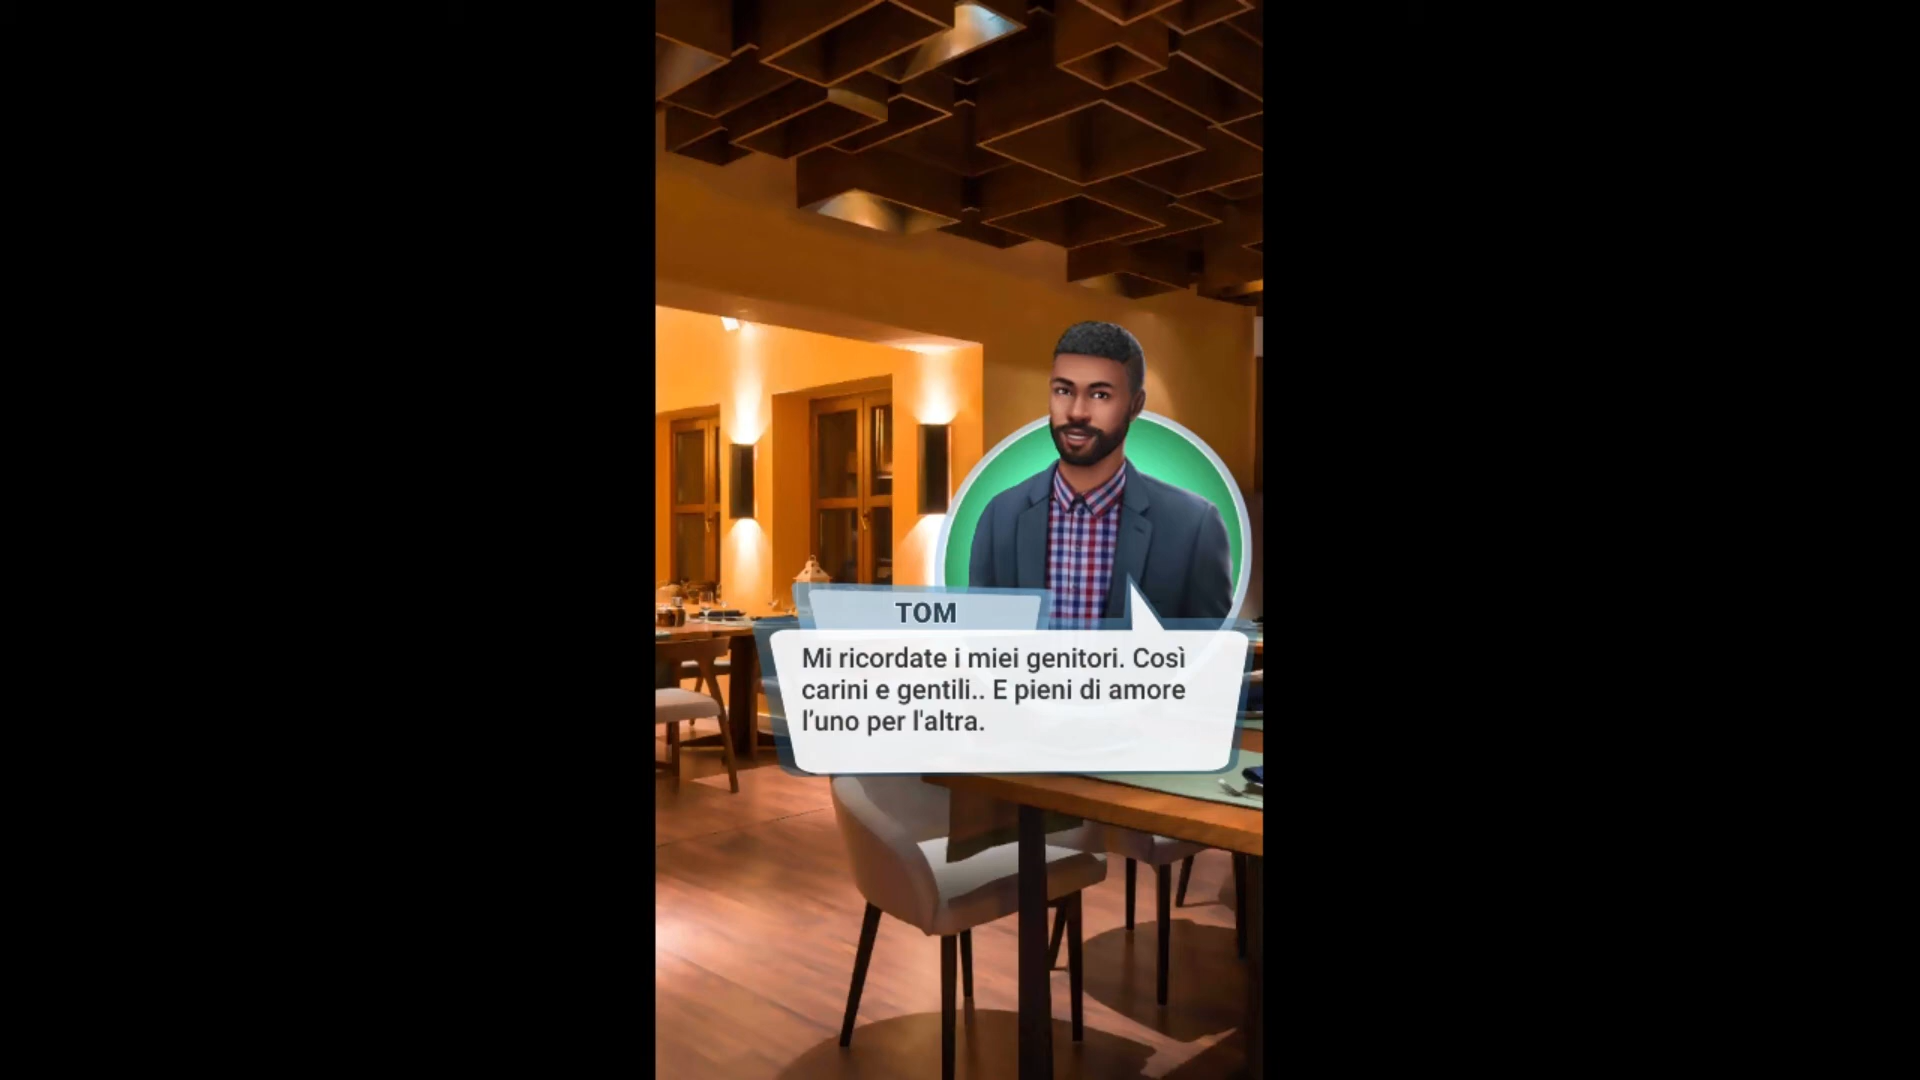 TOM
Mi ricordate i miei genitori. Così
carini e gentili.. E pieni di amore
l’uno per l'altra.